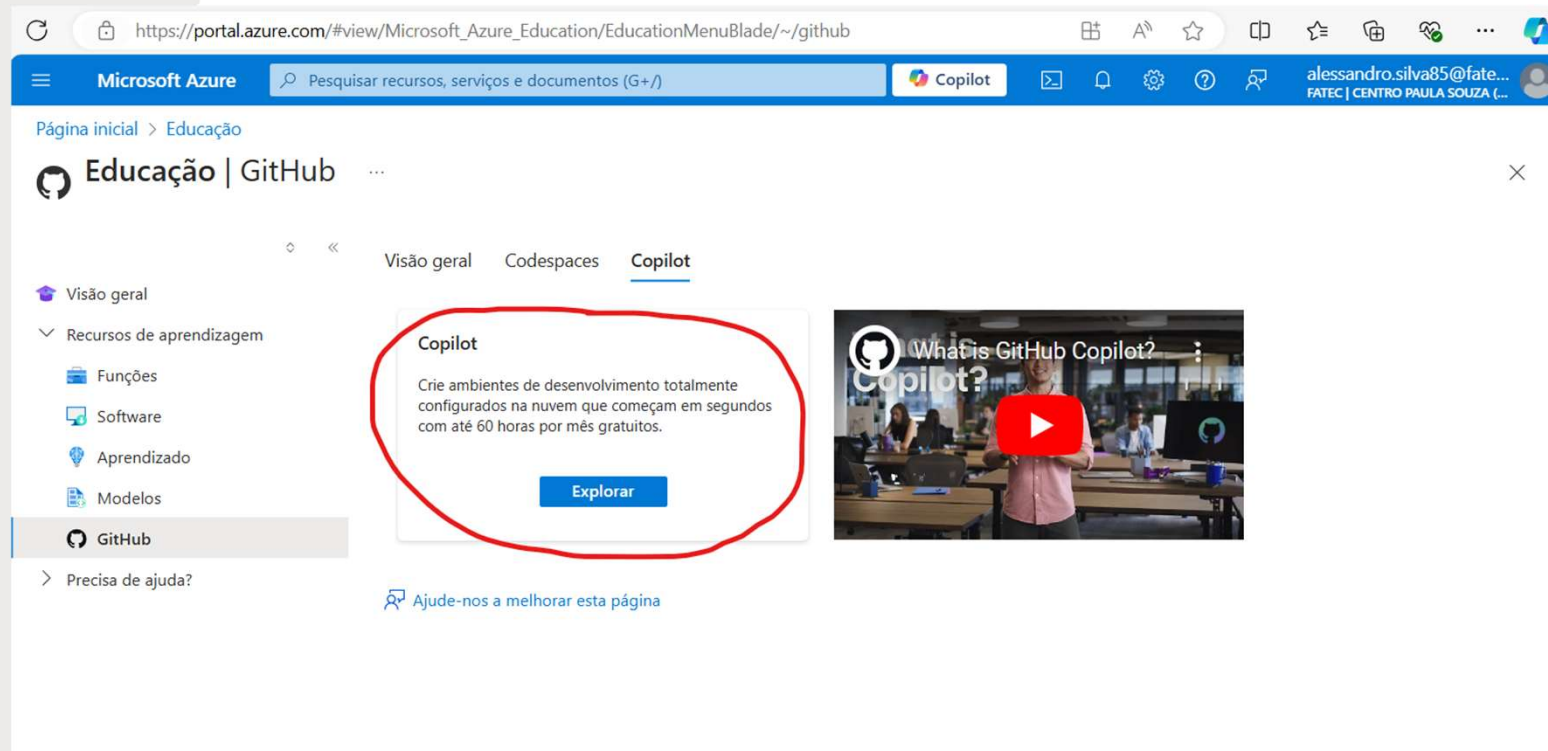 https://portal.azure.com/#view/Microsoft_Azure_Education/EducationMenuBlade/~/github
Microsoft Azure
Pesquisar recursos, serviços e documentos (G+/)
Copilot
alessandro.silva85@fate...
FATEC | CENTRO PAULA SOUZA (...
Página inicial > Educação
Educação | GitHub ...
Visão geral
Codespaces
Copilot
Visão geral
Recursos de aprendizagem
Funções
Software
Aprendizado
Modelos
GitHub
Precisa de ajuda?
Copilot
Crie ambientes de desenvolvimento totalmente
configurados na nuvem que começam em segundos
com até 60 horas por mês gratuitos.
Explorar
What is GitHub Copilot?
What is
Copilot?
Ajude-nos a melhorar esta página